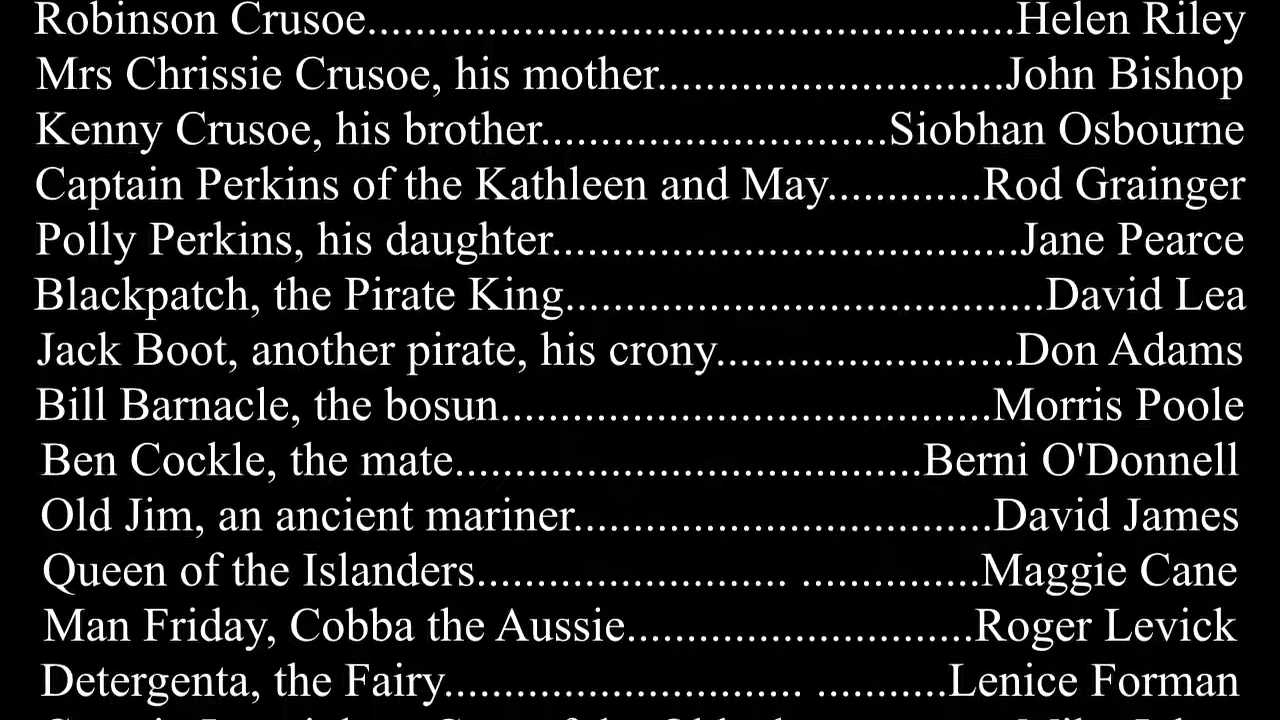 Robinson Crusoe......................................................Helen Riley
Mrs Chrissie Crusoe, his mother.............................John Bishop
Kenny Crusoe, his brother.............................Siobhan Osbourne
Captain Perkins of the Kathleen and May.............Rod Grainger
Polly Perkins, his daughter.......................................Jane Pearce
Blackpatch, the Pirate King........................................David Lea
Jack Boot, another pirate, his crony.........................Don Adams
Bill Barnacle, the bosun.........................................Morris Poole
Ben Cockle, the mate.......................................Berni O'Donnell
Old Jim, an ancient mariner...................................David James
Queen of the Islanders.......................... ...............Maggie Cane
Man Friday, Cobba the Aussie.............................Roger Levick
Detergenta, the Fairy.............................. ...........Lenice Forman